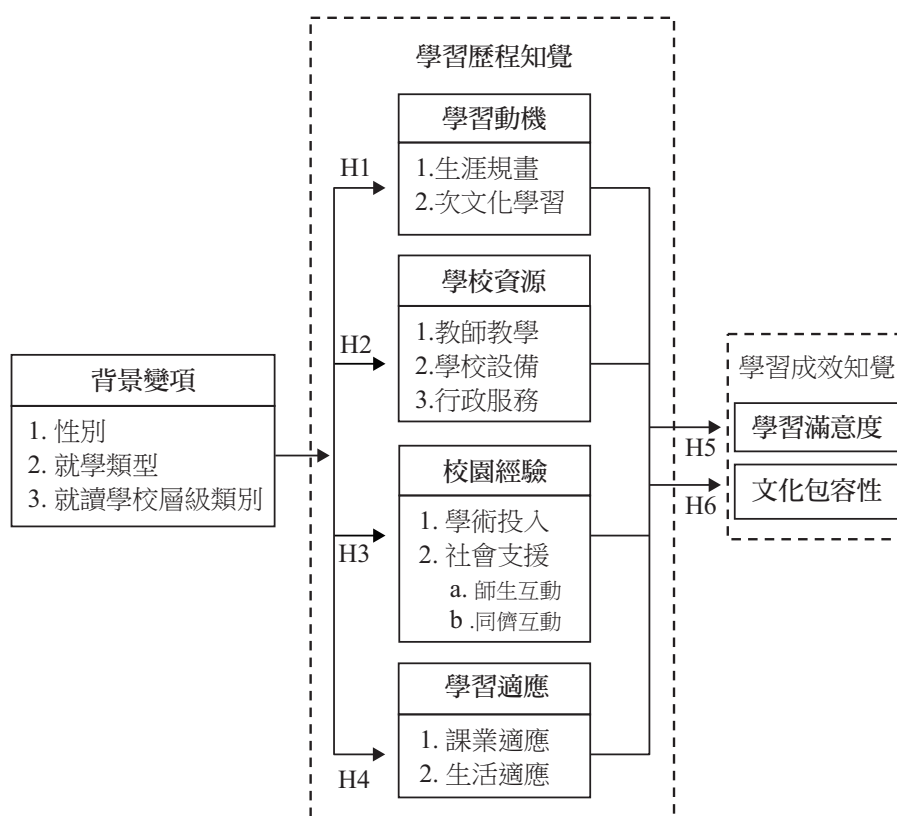 學習歷程知覺
學習動機
1.生涯規畫
2.次文化學習
H1
學校資源
1.教師教學
2.學校設備
3.行政服務
H2
背景變項
1. 性別
2. 就學類型
3. 就讀學校層級類別
校園經驗
1. 學術投入
2. 社會支援
a. 師生互動
b .同儕互動
H3
學習適應
1. 課業適應
2. 生活適應
H4
學習成效知覺
學習滿意度
H5
文化包容性
H6